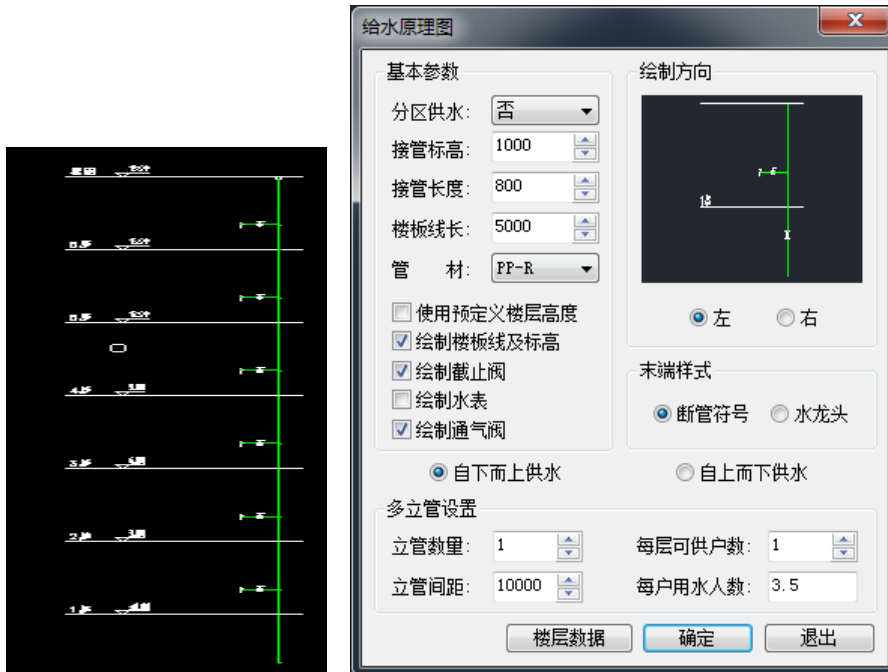 给水原理图
基本参数
分区供水: 否
接管标高: 1000
接管长度: 800
楼板线长: 5000
管 材: PP-R
使用预定义楼层高度
绘制楼板线及标高
绘制截止阀
绘制水表
绘制通气阀
绘制方向
左 右
末端样式
断管符号 水龙头
自下而上供水 自上而下供水
多立管设置
立管数量: 1 每层可供户数: 1
立管间距: 10000 每户用水人数: 3.5
楼层数据 确定 退出